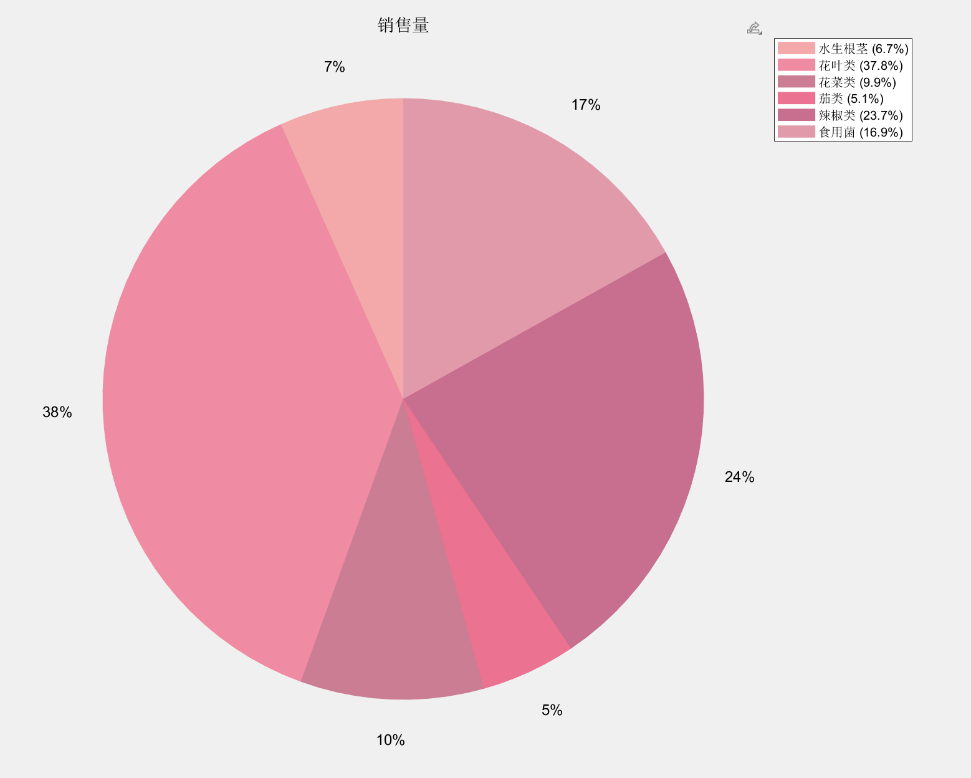 销售量
水生根茎 (6.7%)
花叶类 (37.8%)
花菜类 (9.9%)
茄类 (5.1%)
辣椒类 (23.7%)
食用菌 (16.9%)
7%
17%
38%
24%
5%
10%